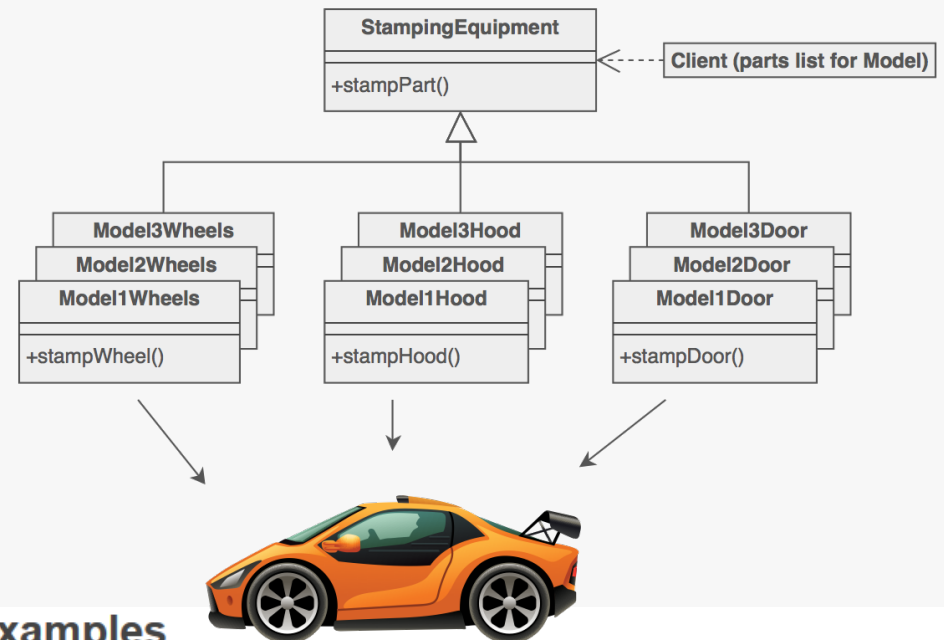 StampingEquipment
Client (parts list for Model)
+stampPart()
Model3Wheels
Model2Wheels
Model1Wheels
+stampWheel()
Model3Hood
Model2Hood
Model1Hood
+stampHood()
Model3Door
Model2Door
Model1Door
+stampDoor()
xamples